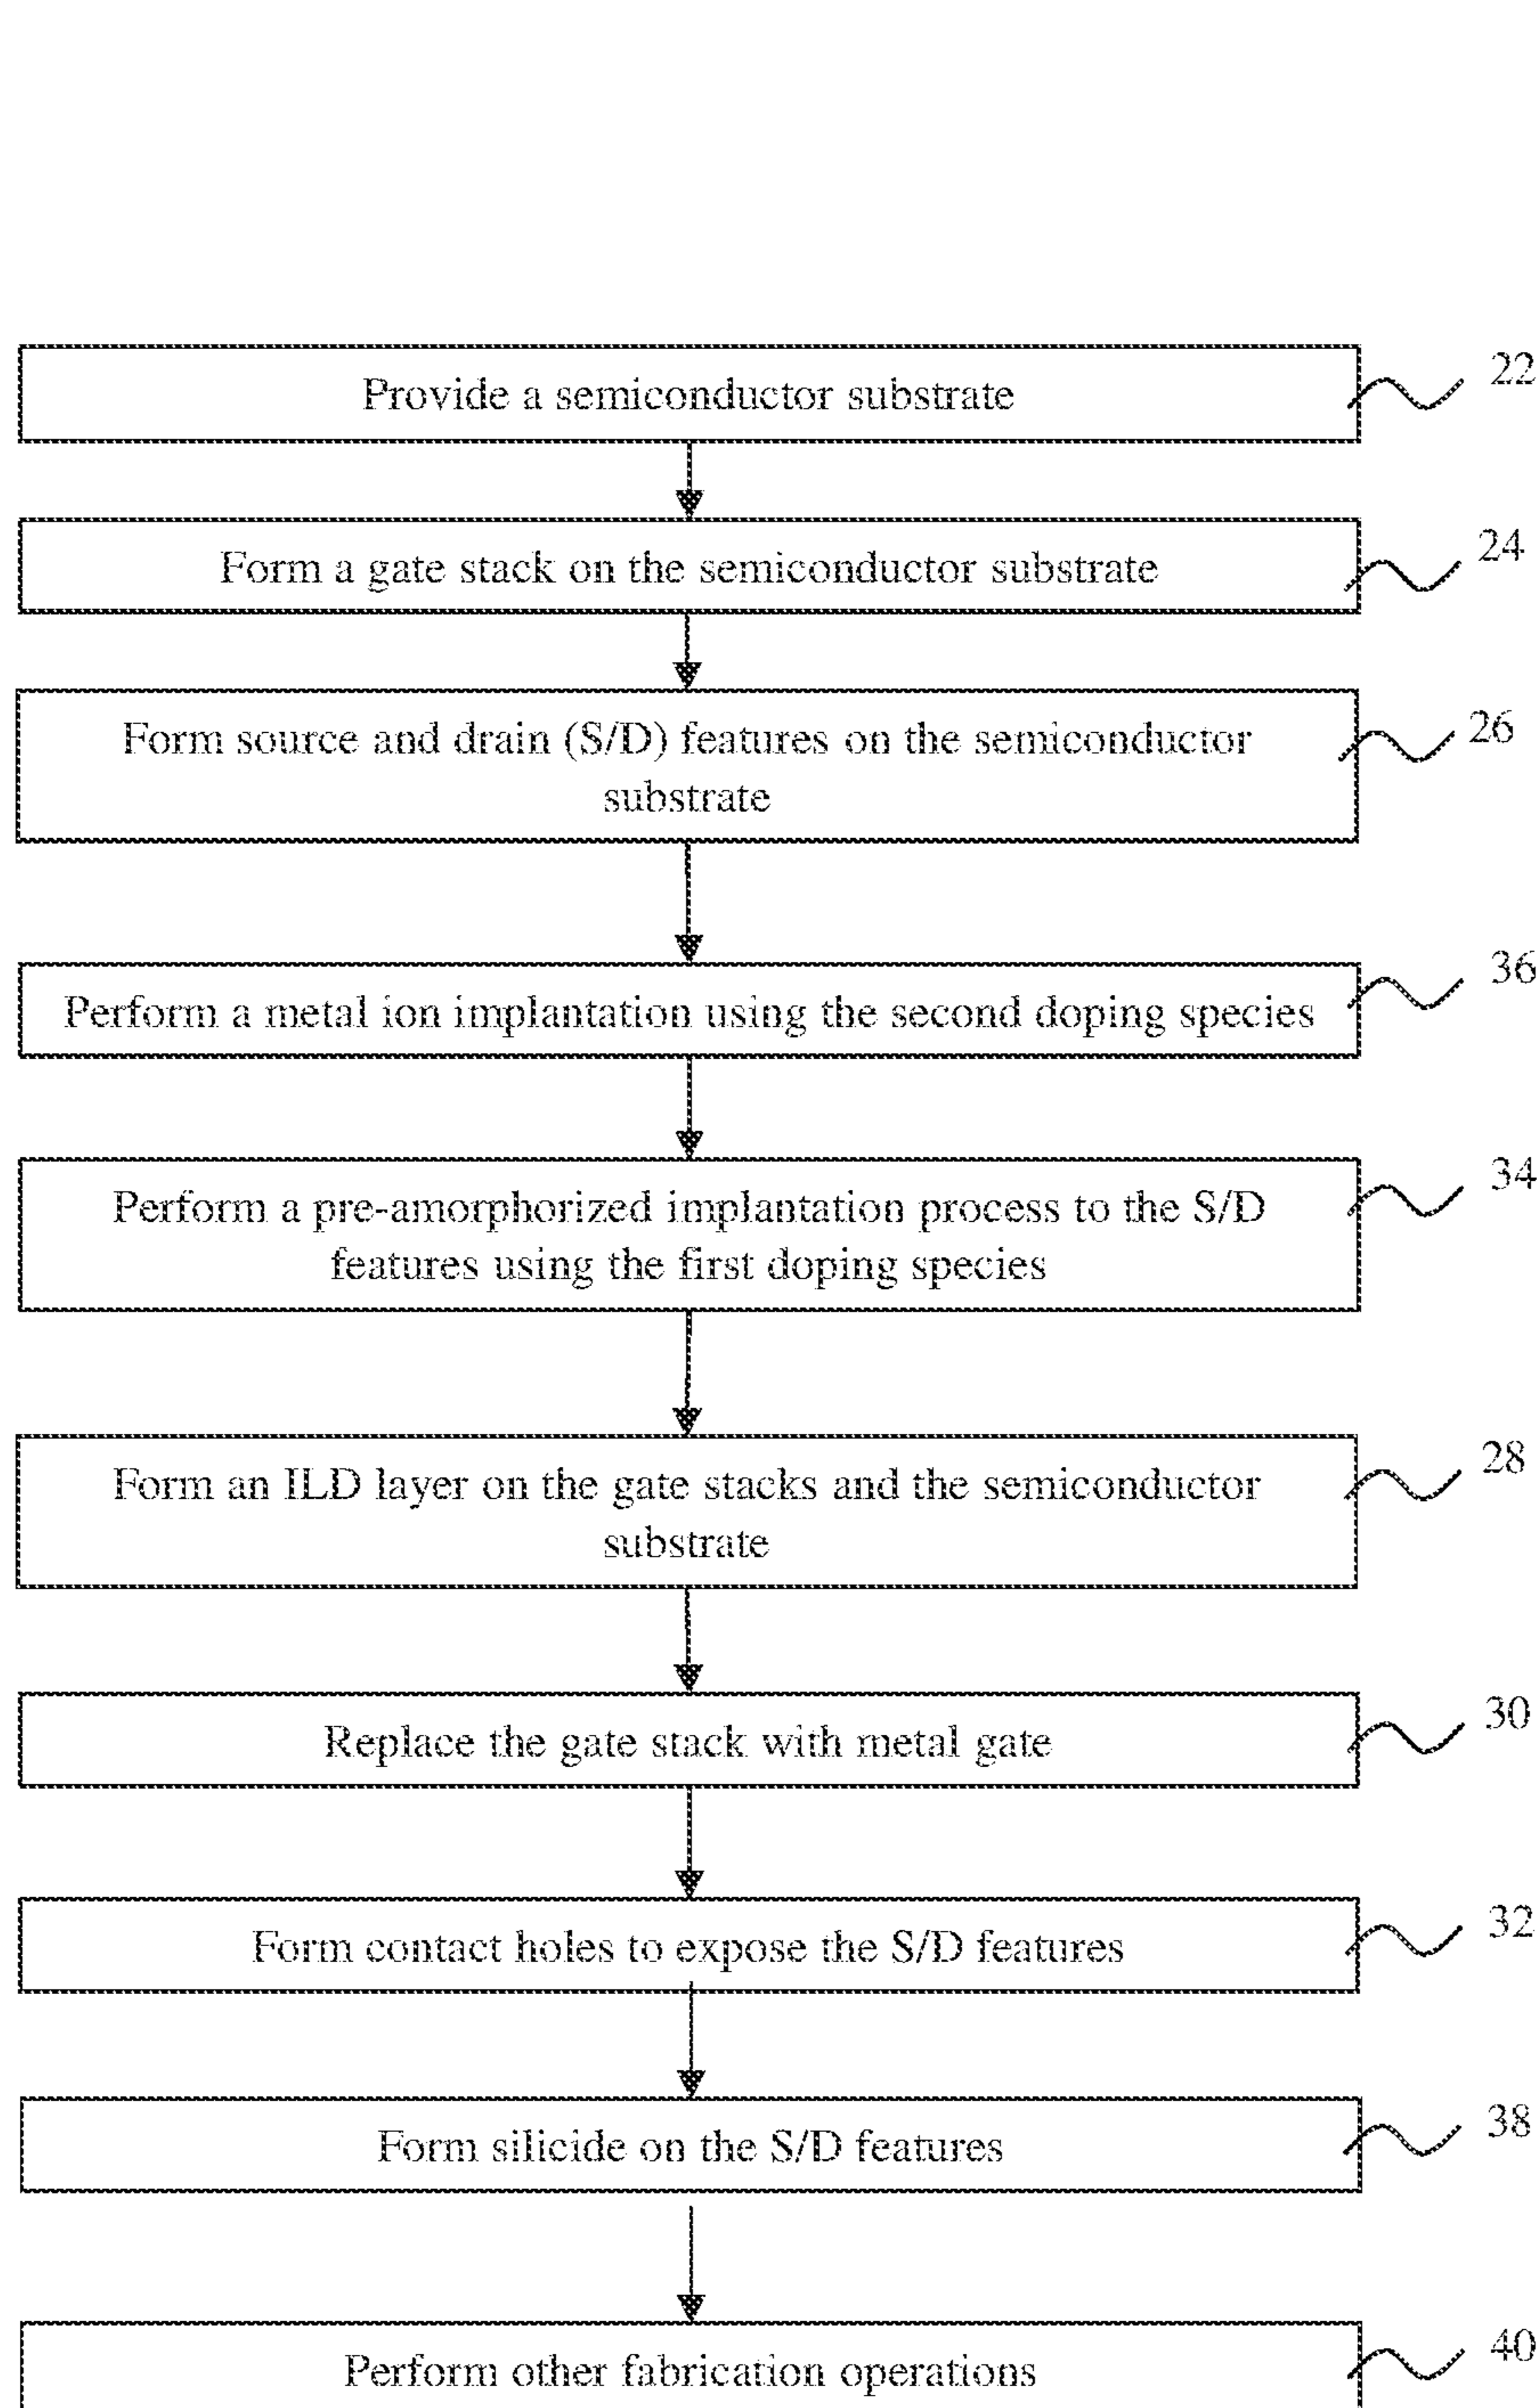 Provide a semiconductor substrate
22
Form a gate stack on the semiconductor substrate
24
Form source and drain (S/D) features on the semiconductor
substrate
26
Perform a metal ion implantation using the second doping species
36
Perform a pre-amorphorized implantation process to the S/D
features using the first doping species
34
Form an ILD layer on the gate stacks and the semiconductor
substrate
28
Replace the gate stack with metal gate
30
Form contact holes to expose the S/D features
32
Form silicide on the S/D features
38
Perform other fabrication operations
40